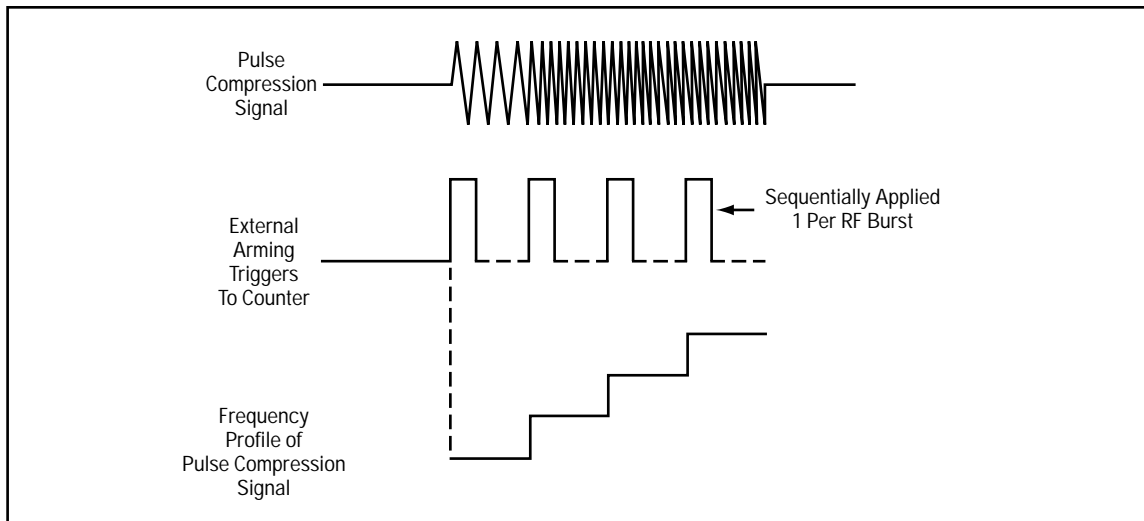 Pulse
Compression
Signal
External
Arming
Triggers
To Counter
Sequentially Applied
1 Per RF Burst
Frequency
Profile of
Pulse Compression
Signal